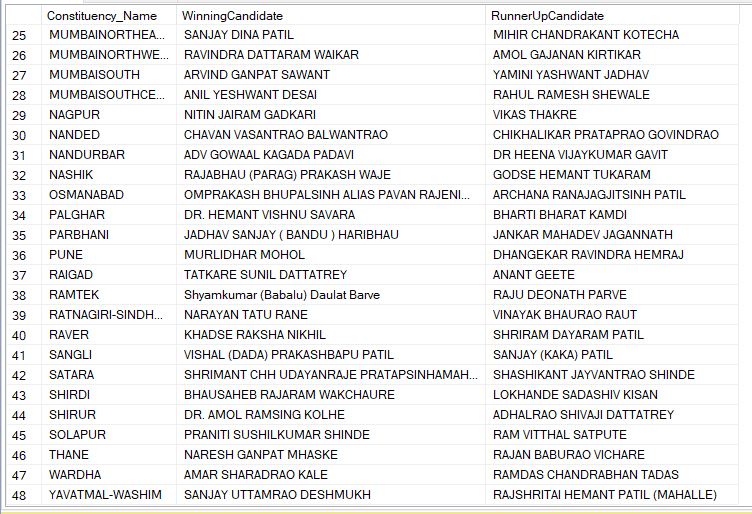 Constituency_Name WinningCandidate RunnerUpCandidate
25 MUMBAINORTHEA... SANJAY DINA PATIL MIHIR CHANDRAKANT KOTECHA
26 MUMBAINORTHWE... RAVINDRA DATTARAM WAIKAR AMOL GAJANAN KIRTIKAR
27 MUMBAISOUTH ARVIND GANPAT SAWANT YAMINI YASHWANT JADHAV
28 MUMBAISOUTHCE... ANIL YESHWANT DESAI RAHUL RAMESH SHEWALE
29 NAGPUR NITIN JAIRAM GADKARI VIKAS THAKRE
30 NANDED CHAVAN VASANTRAO BALWANTRAO CHIKHALIKAR PRATAPRAO GOVINDRAO
31 NANDURBAR ADV GOWAAL KAGADA PADAVI DR HEENA VIJAYKUMAR GAVIT
32 NASHIK RAJABHAU (PARAG) PRAKASH WAJE GODSE HEMANT TUKARAM
33 OSMANABAD OMPRAKASH BHUPALSINH ALIAS PAVAN RAJENI... ARCHANA RANAJAGJITSINH PATIL
34 PALGHAR DR. HEMANT VISHNU SAVARA BHARTI BHARAT KAMDI
35 PARBHANI JADHAV SANJAY ( BANDU ) HARIBHAU JANKAR MAHADEV JAGANNATH
36 PUNE MURLIDHAR MOHOL DHANGEKAR RAVINDRA HEMRAJ
37 RAIGAD TATKARE SUNIL DATTATREY ANANT GEETE
38 RAMTEK Shyamkumar (Babalu) Daulat Barve RAJU DEONATH PARVE
39 RATNAGIRI-SINDH... NARAYAN TATU RANE VINAYAK BHAURAO RAUT
40 RAVER KHADSE RAKSHA NIKHIL SHRIRAM DAYARAM PATIL
41 SANGLI VISHAL (DADA) PRAKASHBAPU PATIL SANJAY (KAKA) PATIL
42 SATARA SHRIMANT CHH UDAYANRAJE PRATAPSINHAMAH... SHASHIKANT JAYVANTRAO SHINDE
43 SHIRDI BHAUSAHEB RAJARAM WAKCHAURE LOKHANDE SADASHIV KISAN
44 SHIRUR DR. AMOL RAMSING KOLHE ADHALRAO SHIVAJI DATTATREY
45 SOLAPUR PRANITI SUSHILKUMAR SHINDE RAM VITTHAL SATPUTE
46 THANE NARESH GANPAT MHASKE RAJAN BABURAO VICHARE
47 WARDHA AMAR SHARADRAO KALE RAMDAS CHANDRABHAN TADAS
48 YAVATMAL-WASHIM SANJAY UTTAMRAO DESHMUKH RAJSHRITAI HEMANT PATIL (MAHALLE)